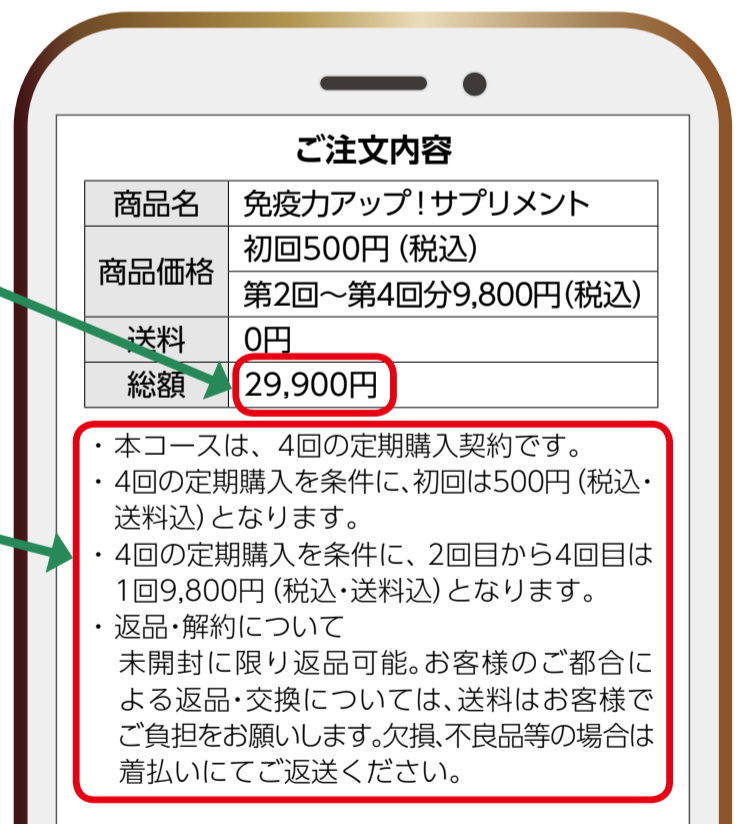 ご注文内容
商品名 免疫力アップ!サプリメント
商品価格 初回500円(税込)
第2回～第4回分9,800円(税込)
送料 0円
総額 29,900円
・本コースは、4回の定期購入契約です。
・4回の定期購入を条件に、初回は500円(税込・
送料込)となります。
・4回の定期購入を条件に、2回目から4回目は
1回9,800円(税込・送料込)となります。
・返品・解約について
未開封に限り返品可能。お客様のご都合に
よる返品・交換については、送料はお客様で
ご負担をお願いします。欠損、不良品等の場合は
着払いにてご返送ください。